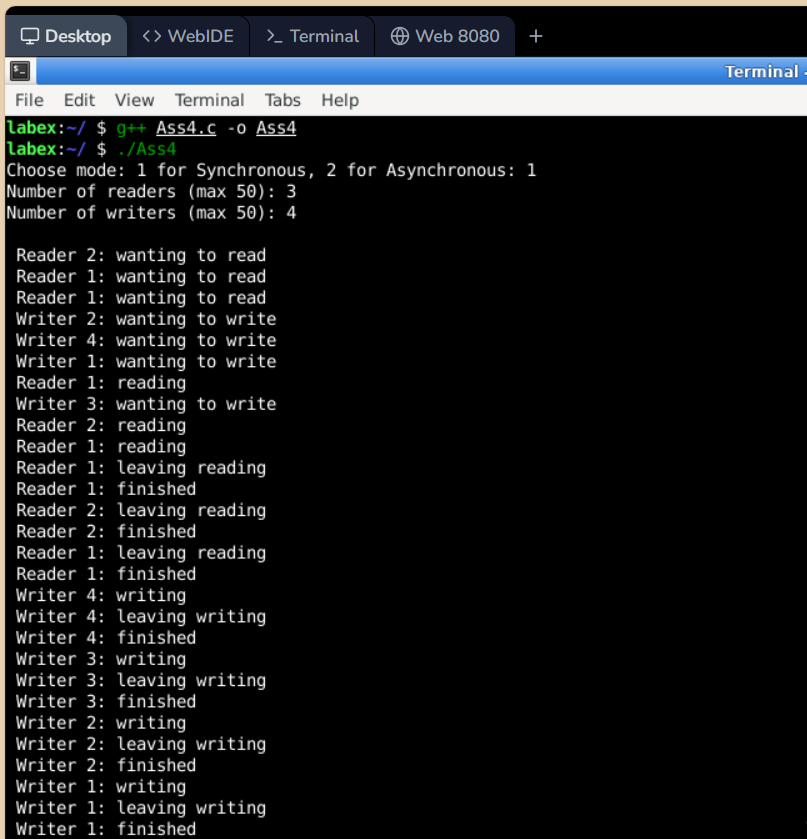 Desktop <> WebIDE >_ Terminal Web 8080 +
Terminal -
File Edit View Terminal Tabs Help
labex:~/ $ g++ Ass4.c -o Ass4
labex:~/ $ ./Ass4
Choose mode: 1 for Synchronous, 2 for Asynchronous: 1
Number of readers (max 50): 3
Number of writers (max 50): 4
Reader 2: wanting to read
Reader 1: wanting to read
Reader 1: wanting to read
Writer 2: wanting to write
Writer 4: wanting to write
Writer 1: wanting to write
Reader 1: reading
Writer 3: wanting to write
Reader 2: reading
Reader 1: reading
Reader 1: leaving reading
Reader 1: finished
Reader 2: leaving reading
Reader 2: finished
Reader 1: leaving reading
Reader 1: finished
Writer 4: writing
Writer 4: leaving writing
Writer 4: finished
Writer 3: writing
Writer 3: leaving writing
Writer 3: finished
Writer 2: writing
Writer 2: leaving writing
Writer 2: finished
Writer 1: writing
Writer 1: leaving writing
Writer 1: finished